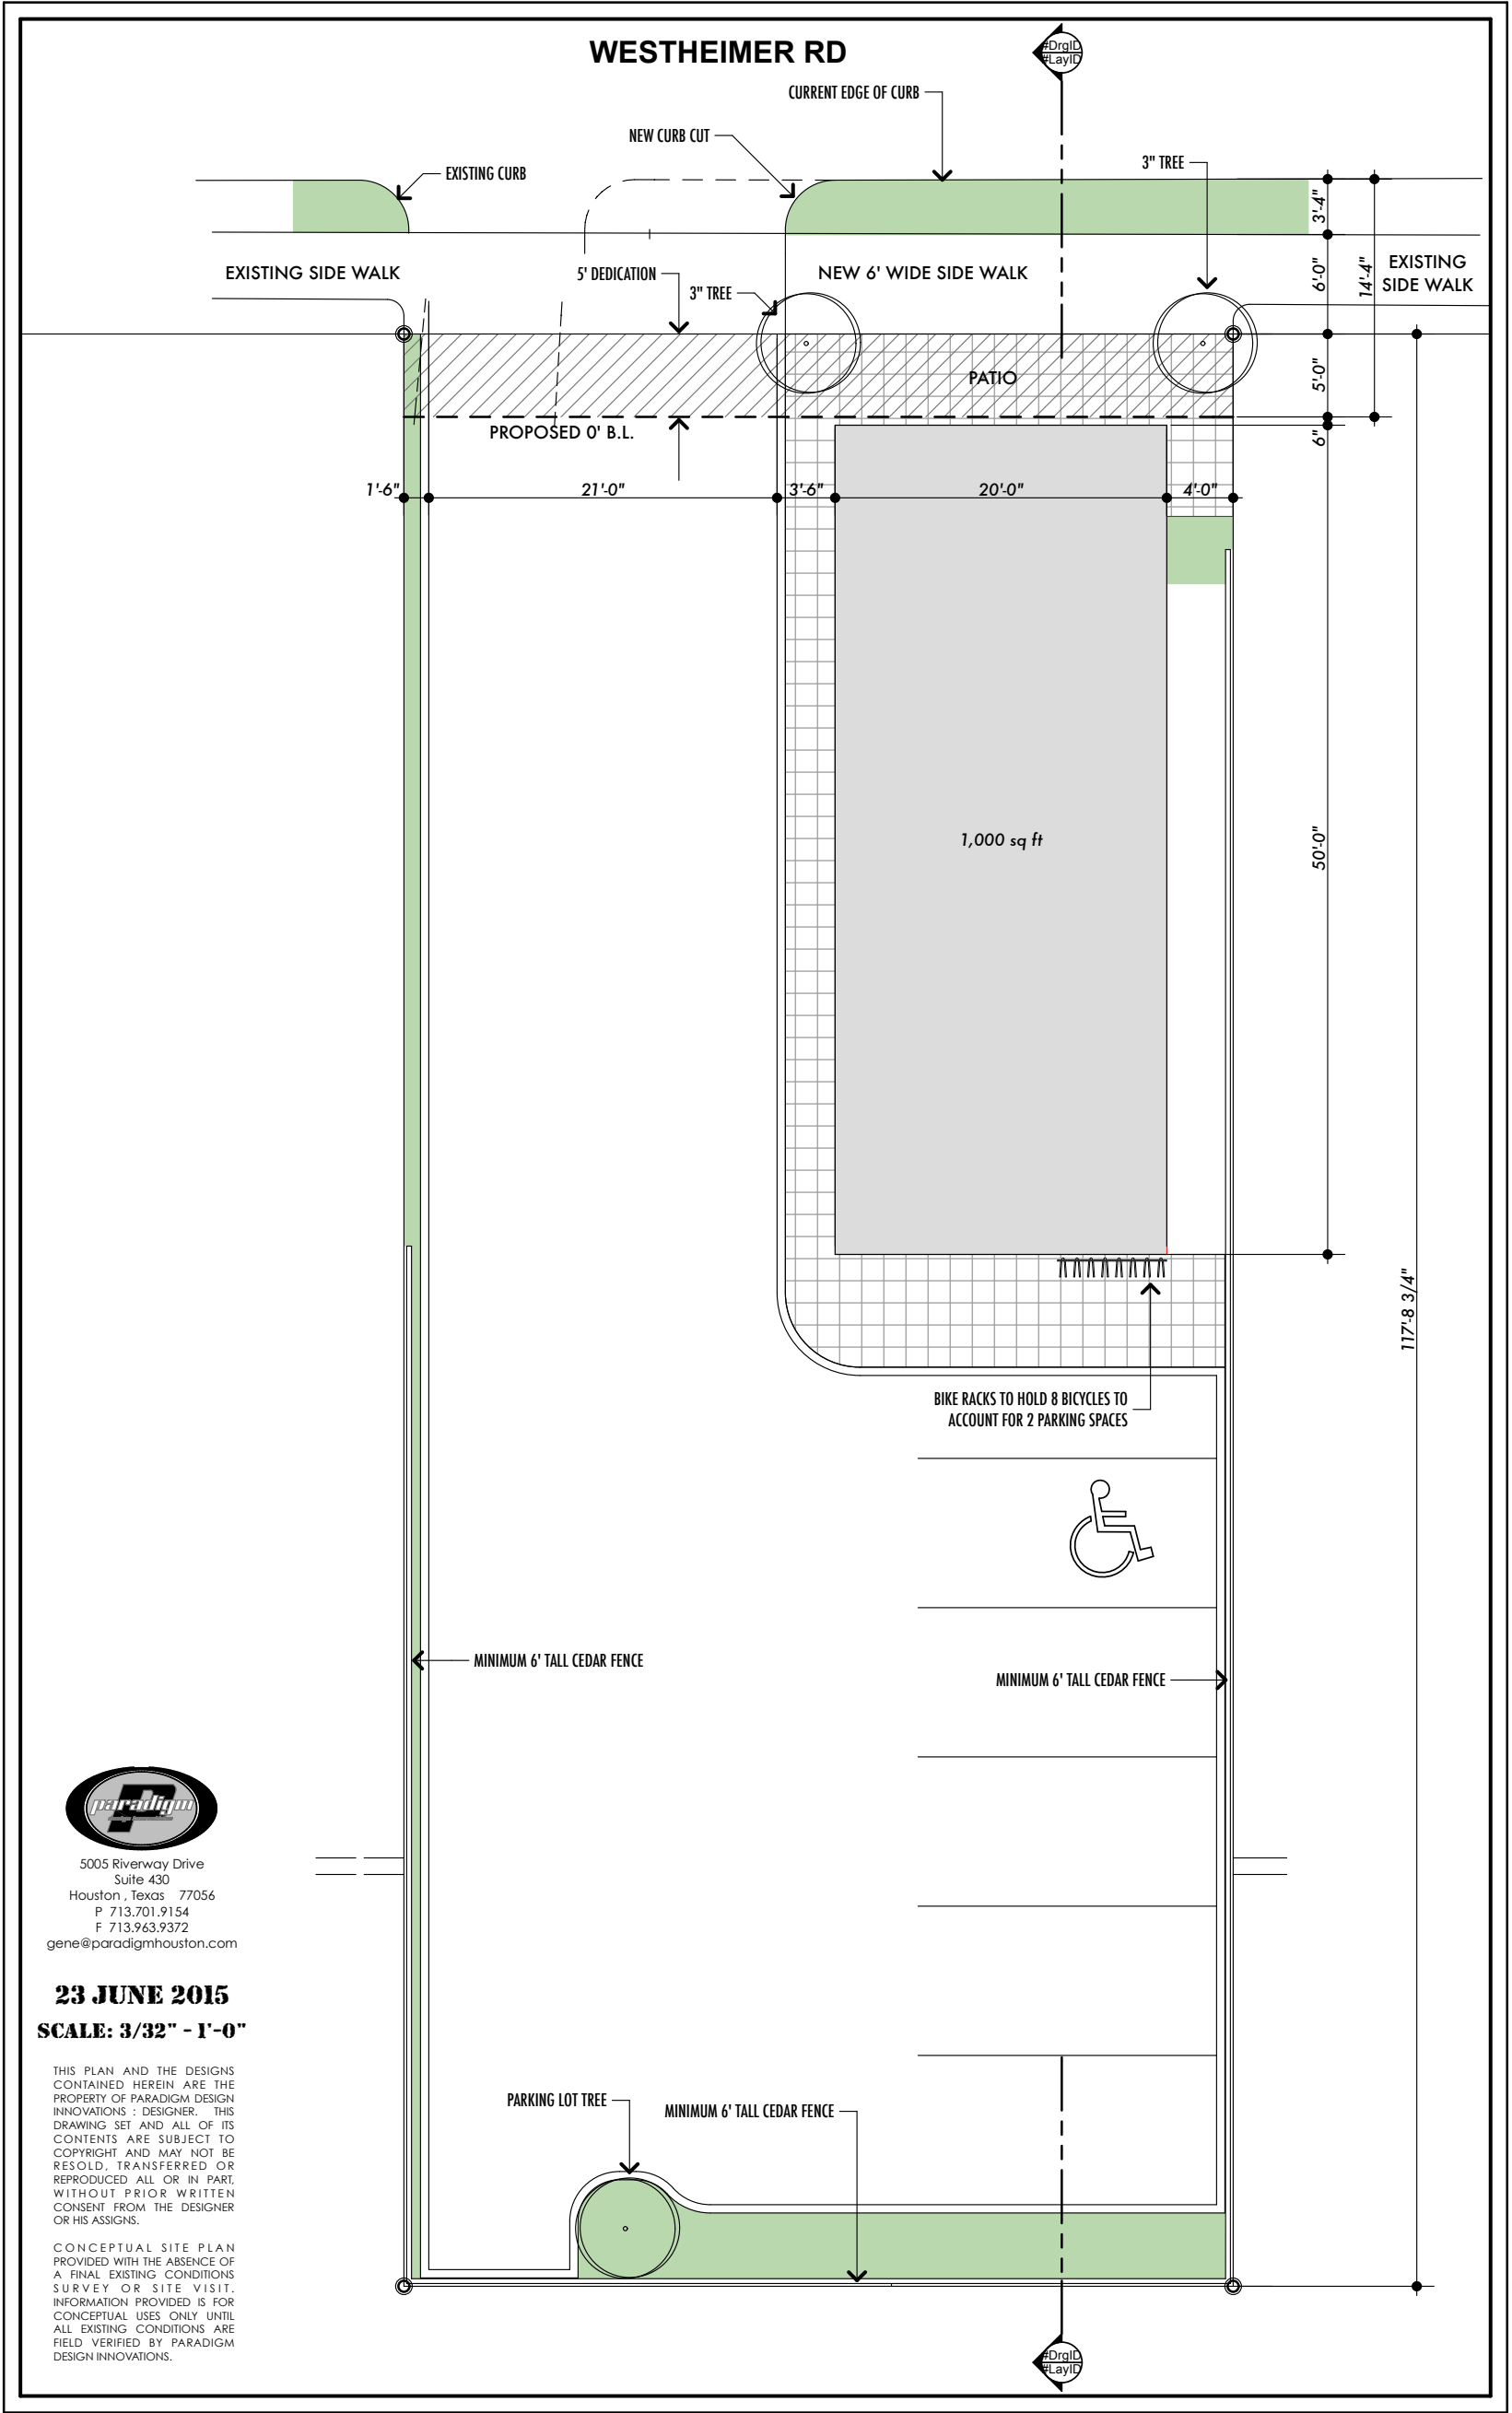 WESTHEIMER RD
#DrgID
#LayID
CURRENT EDGE OF CURB
NEW CURB CUT
3" TREE
EXISTING CURB
3'-4"
EXISTING SIDE WALK
5' DEDICATION
NEW 6' WIDE SIDE WALK
6'-0"
14'-4"
EXISTING
SIDE WALK
3" TREE
PATIO
5'-0"
PROPOSED 0' B.L.
6"
1'-6"
21'-0"
3'-6"
20'-0"
4'-0"
1,000 sq ft
50'-0"
117'-8 3/4"
BIKE RACKS TO HOLD 8 BICYCLES TO
ACCOUNT FOR 2 PARKING SPACES
MINIMUM 6' TALL CEDAR FENCE
MINIMUM 6' TALL CEDAR FENCE
paradigm
5005 Riverway Drive
Suite 430
Houston , Texas 77056
P 713.701.9154
F 713.963.9372
gene@paradigmhouston.com
23 JUNE 2015
SCALE: 3/32" - 1'-0"
THIS PLAN AND THE DESIGNS
CONTAINED HEREIN ARE THE
PROPERTY OF PARADIGM DESIGN
INNOVATIONS : DESIGNER. THIS
DRAWING SET AND ALL OF ITS
CONTENTS ARE SUBJECT TO
COPYRIGHT AND MAY NOT BE
RESOLD, TRANSFERRED OR
REPRODUCED ALL OR IN PART,
WITHOUT PRIOR WRITTEN
CONSENT FROM THE DESIGNER
OR HIS ASSIGNS.
CONCEPTUAL SITE PLAN
PROVIDED WITH THE ABSENCE OF
A FINAL EXISTING CONDITIONS
SURVEY OR SITE VISIT.
INFORMATION PROVIDED IS FOR
CONCEPTUAL USES ONLY UNTIL
ALL EXISTING CONDITIONS ARE
FIELD VERIFIED BY PARADIGM
DESIGN INNOVATIONS.
PARKING LOT TREE
MINIMUM 6' TALL CEDAR FENCE
#DrgID
#LayID